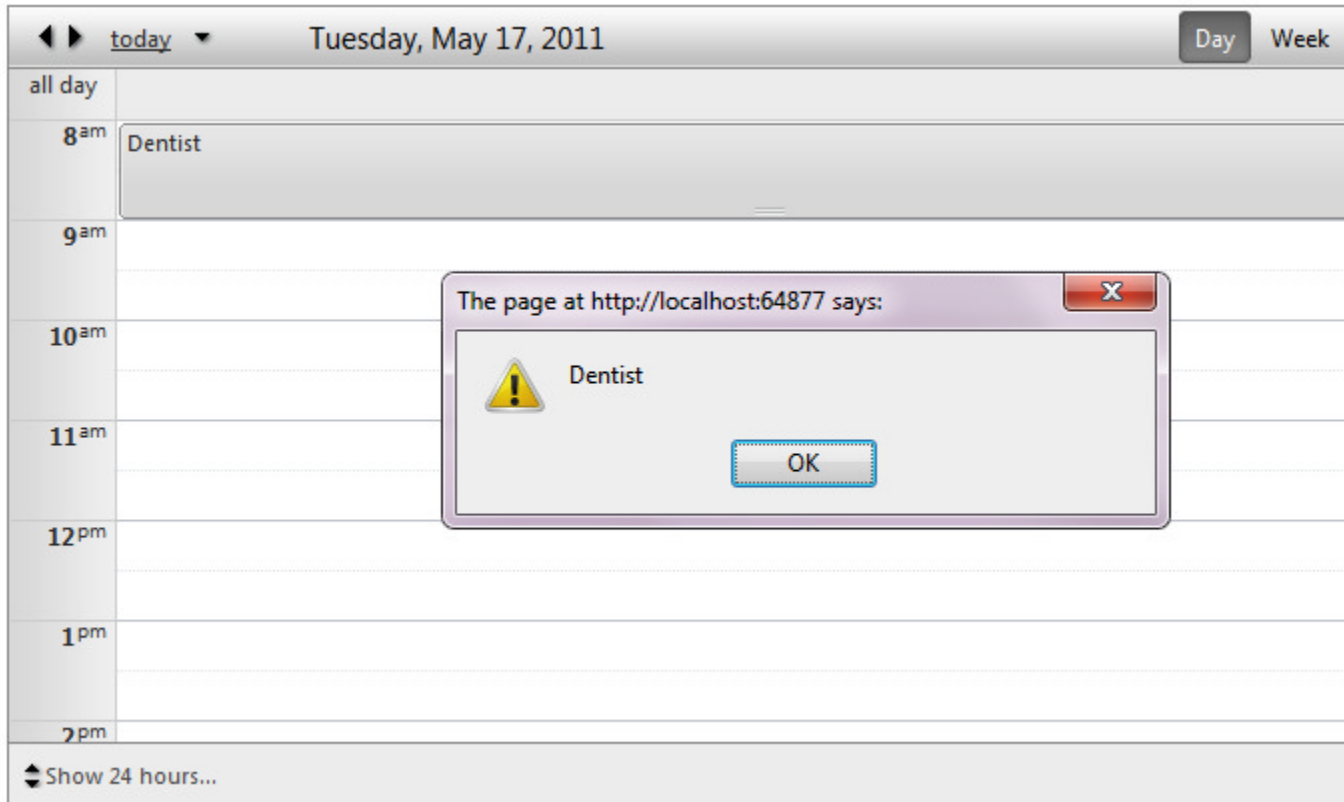 today Tuesday, May 17, 2011 Day Week
all day
8am Dentist
9am
The page at http://localhost:64877 says:
10am
Dentist
11am
OK
12pm
1pm
2pm
Show 24 hours...